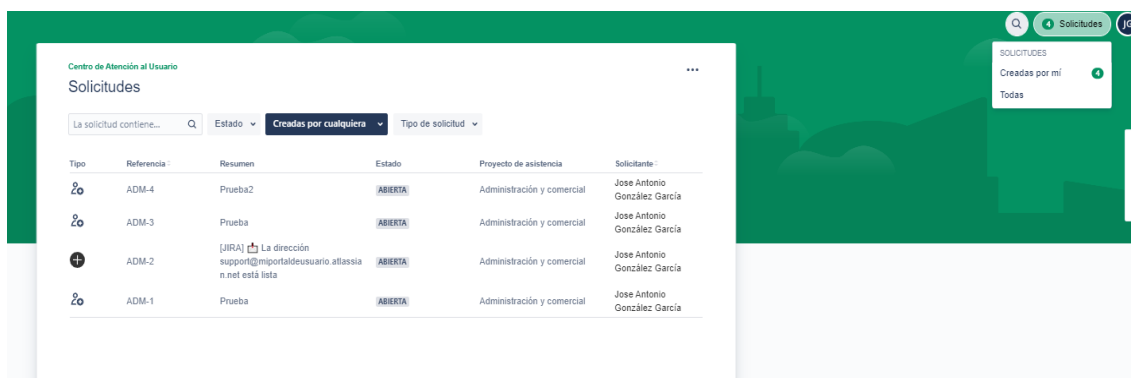 4 Solicitudes
JG
SOLICITUDES
Creadas por mí 4
Todas
Centro de Atención al Usuario
Solicitudes
La solicitud contiene... Estado Creadas por cualquiera Tipo de solicitud
Tipo Referencia Resumen Estado Proyecto de asistencia Solicitante
ADM-4 Prueba2 ABIERTA Administración y comercial Jose Antonio
González García
ADM-3 Prueba ABIERTA Administración y comercial Jose Antonio
González García
[JIRA] 📩 La dirección
ADM-2 support@miportaldeusuario.atlassia ABIERTA Administración y comercial Jose Antonio
n.net está lista González García
ADM-1 Prueba ABIERTA Administración y comercial Jose Antonio
González García